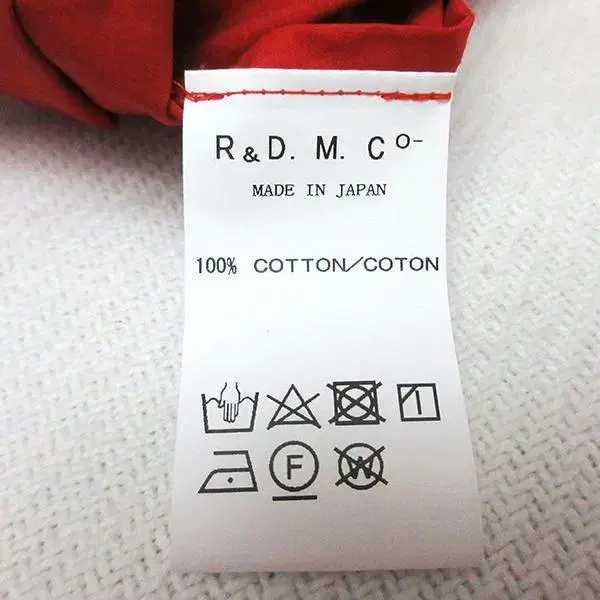 R & D. M. Co-
MADE IN JAPAN
100% COTTON/COTON
F W